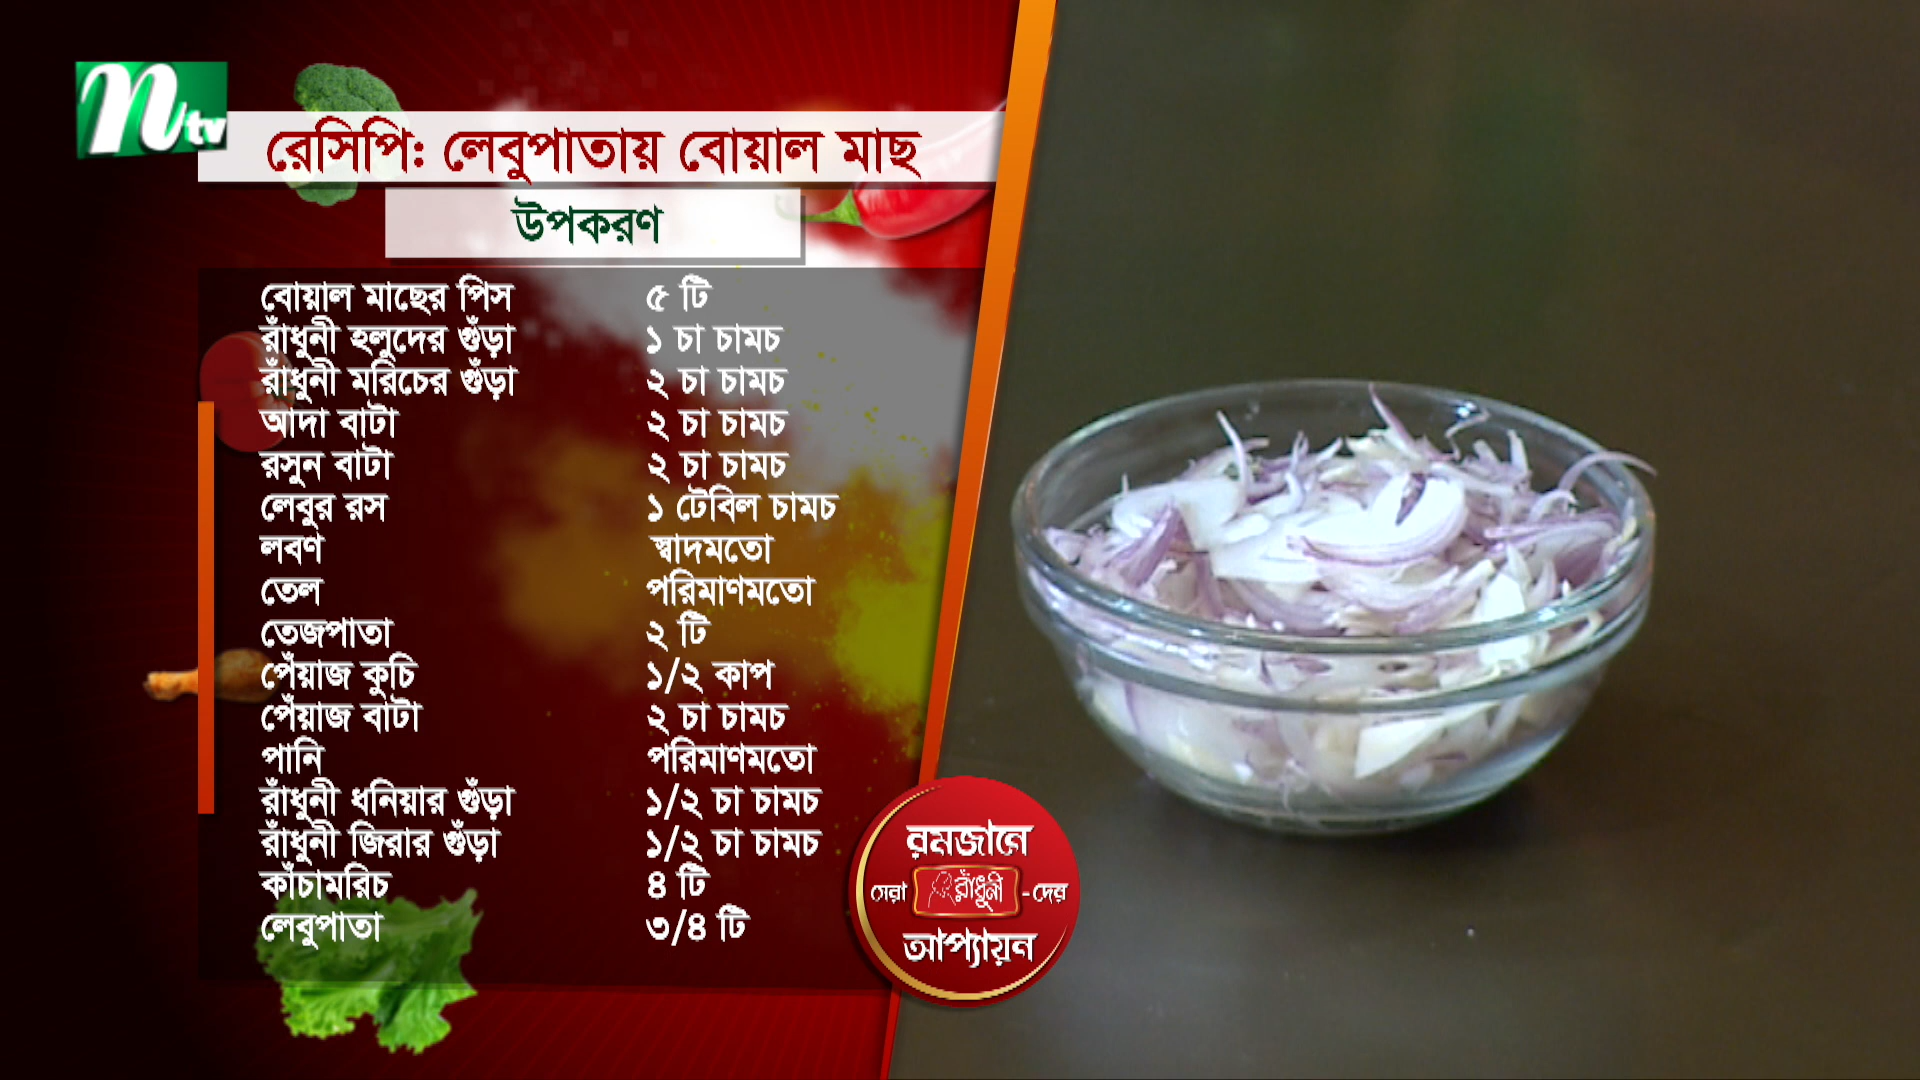 ntv
রেসিপি: লেবুপাতায় বোয়াল মাছ
উপকরণ
বোয়াল মাছের পিস ৫ টি
রাঁধুনী হলুদের গুঁড়া ১ চা চামচ
রাঁধুনী মরিচের গুঁড়া ২ চা চামচ
আদা বাটা ২ চা চামচ
রসুন বাটা ২ চা চামচ
লেবুর রস ১ টেবিল চামচ
লবণ স্বাদমতো
তেল পরিমাণমতো
তেজপাতা ২ টি
পেঁয়াজ কুচি ১/২ কাপ
পেঁয়াজ বাটা ২ চা চামচ
পানি পরিমাণমতো
রাঁধুনী ধনিয়ার গুঁড়া ১/২ চা চামচ
রাঁধুনী জিরার গুঁড়া ১/২ চা চামচ
কাঁচামরিচ ৪ টি
লেবুপাতা ৩/৪ টি
রমজানে
সেরা রাঁধুনী -দের
আপ্যায়ন